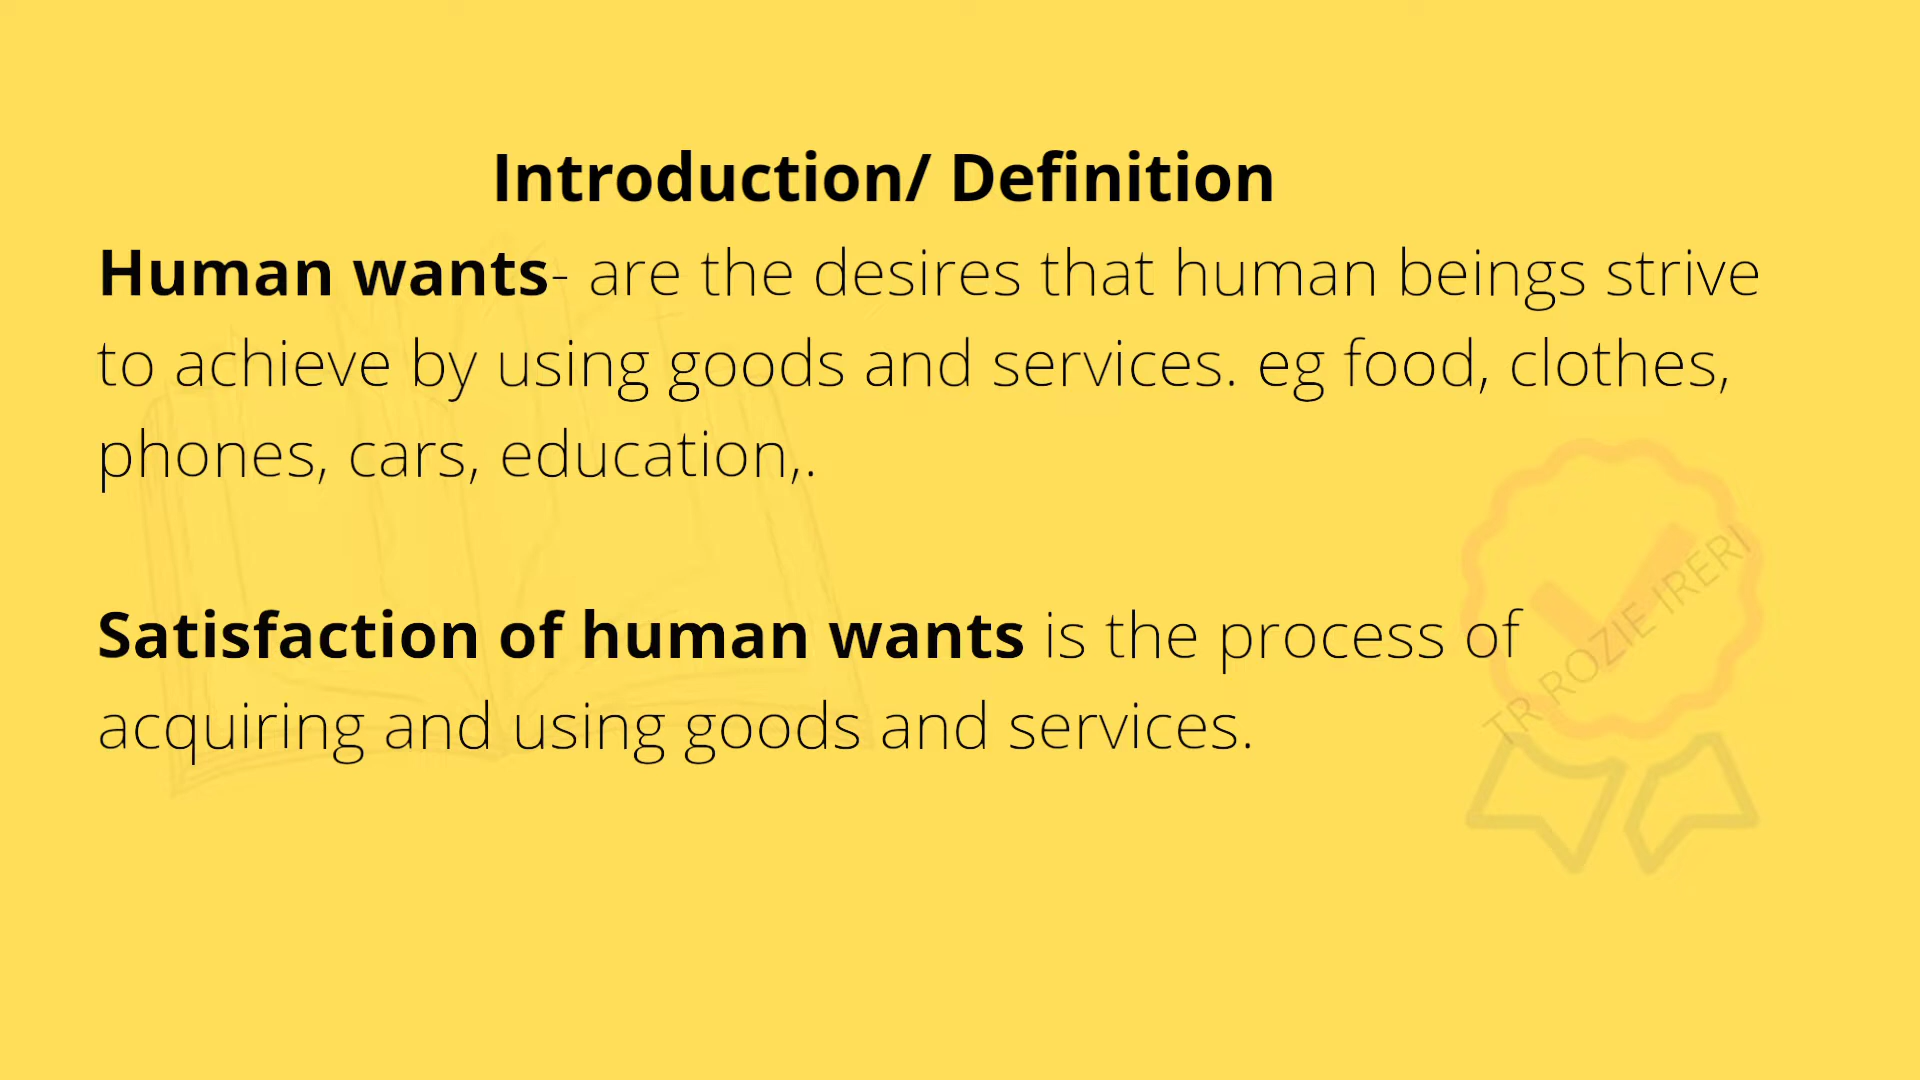 Introduction/ Definition
Human wants- are the desires that human beings strive
to achieve by using goods and services. eg food, clothes,
phones, cars, education,.
Satisfaction of human wants is the process of
acquiring and using goods and services.
TR ROZIE IRERI